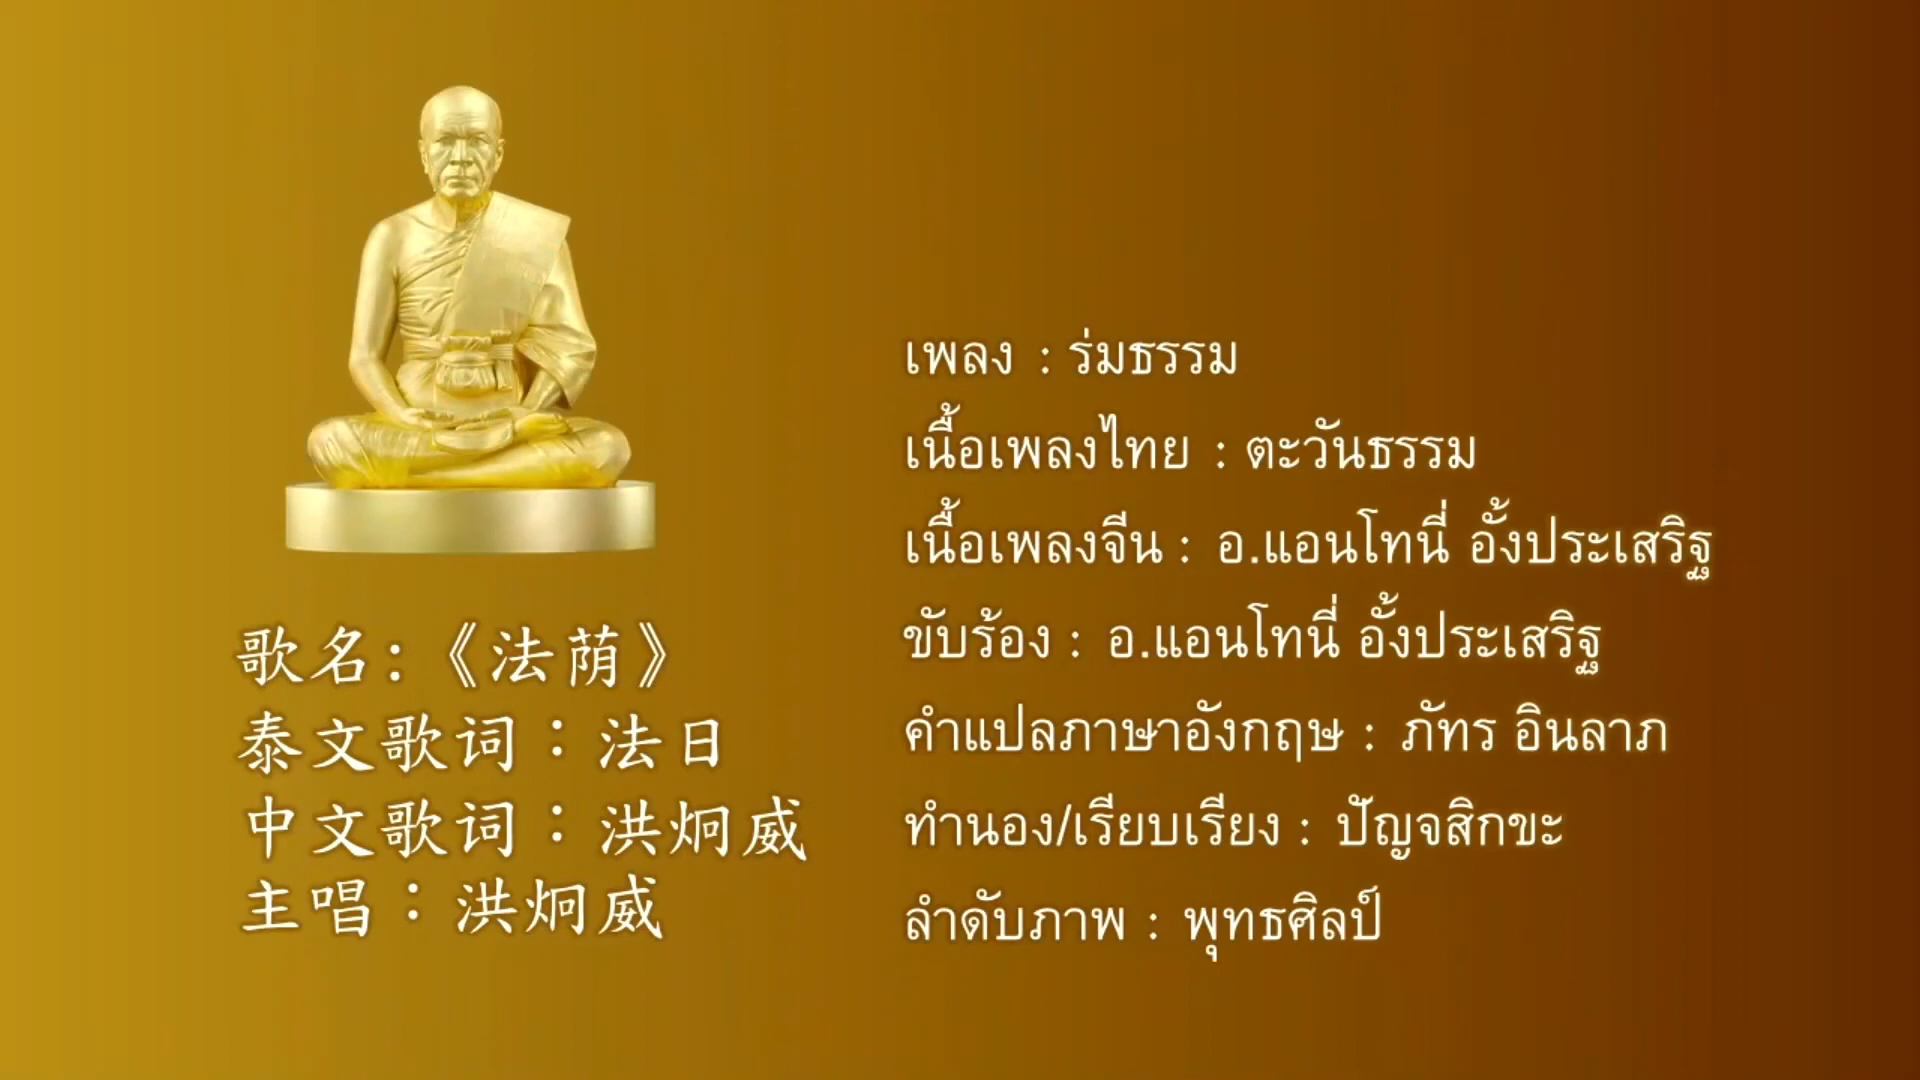 歌名:《法荫》
泰文歌词：法日
中文歌词：洪炯威
主唱：洪炯威
เพลง : ร่มธรรม
เนื้อเพลงไทย : ตะวันธรรม
เนื้อเพลงจีน : อ.แอนโทนี่ อั้งประเสริฐ
ขับร้อง : อ.แอนโทนี่ อั้งประเสริฐ
คำแปลภาษาอังกฤษ : ภัทร อินลาภ
ทำนอง/เรียบเรียง : ปัญจสิกขะ
ลำดับภาพ : พุทธศิลป์